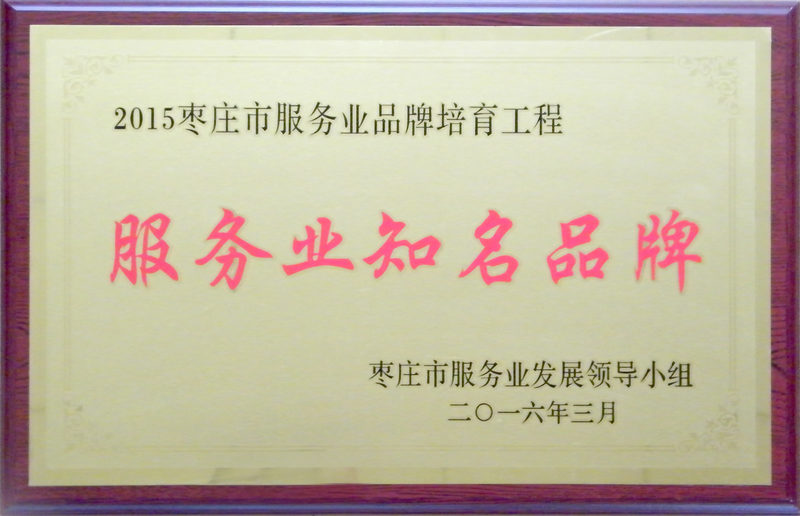 2015枣庄市服务业品牌培育工程
服务业知名品牌
枣庄市服务业发展领导小组
二〇一六年三月